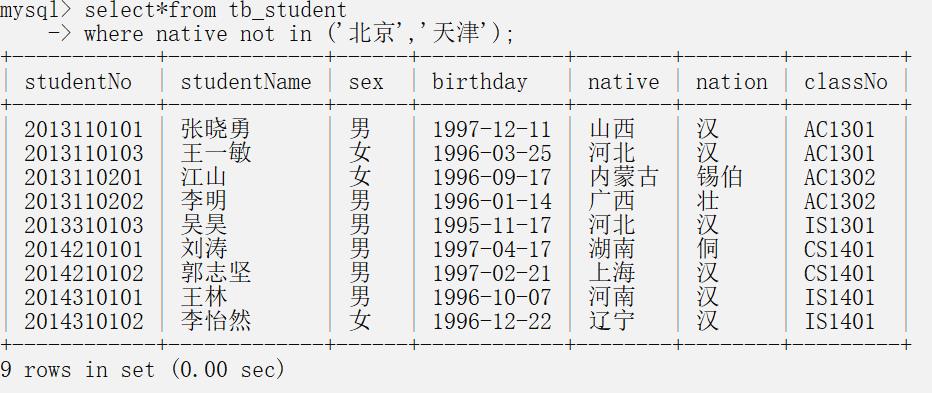 mysql> select*from tb_student
    -> where native not in ('北京','天津');
+------------+-------------+------+------------+--------+--------+---------+
| studentNo | studentName | sex | birthday | native | nation | classNo |
+------------+-------------+------+------------+--------+--------+---------+
| 2013110101 | 张晓勇 | 男 | 1997-12-11 | 山西 | 汉 | AC1301 |
| 2013110103 | 王一敏 | 女 | 1996-03-25 | 河北 | 汉 | AC1301 |
| 2013110201 | 江山 | 女 | 1996-09-17 | 内蒙古 | 锡伯 | AC1302 |
| 2013110202 | 李明 | 男 | 1996-01-14 | 广西 | 壮 | AC1302 |
| 2013310103 | 吴昊 | 男 | 1995-11-17 | 河北 | 汉 | IS1301 |
| 2014210101 | 刘涛 | 男 | 1997-04-17 | 湖南 | 侗 | CS1401 |
| 2014210102 | 郭志坚 | 男 | 1997-02-21 | 上海 | 汉 | CS1401 |
| 2014310101 | 王林 | 男 | 1996-10-07 | 河南 | 汉 | IS1401 |
| 2014310102 | 李怡然 | 女 | 1996-12-22 | 辽宁 | 汉 | IS1401 |
+------------+-------------+------+------------+--------+--------+---------+
9 rows in set (0.00 sec)